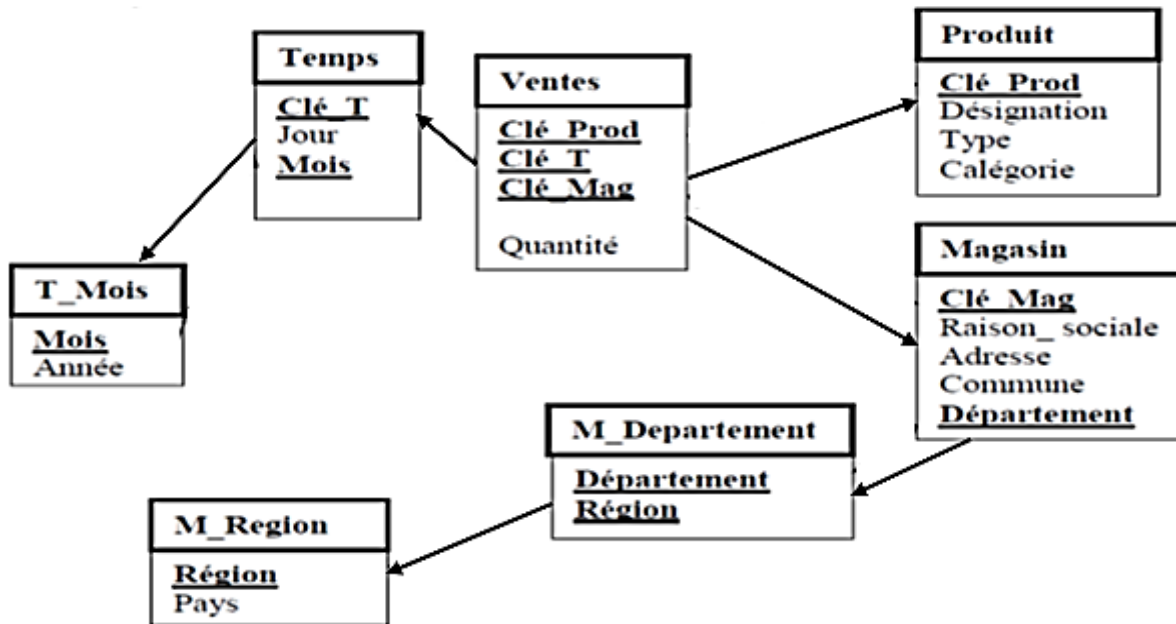 Temps
Clé_T
Jour
Mois
Ventes
Clé_Prod
Clé_T
Clé_Mag
Quantité
Produit
Clé_Prod
Désignation
Type
Calégorie
T_Mois
Mois
Année
Magasin
Clé_Mag
Raison_ sociale
Adresse
Commune
Département
M_Departement
Département
Région
M_Region
Région
Pays